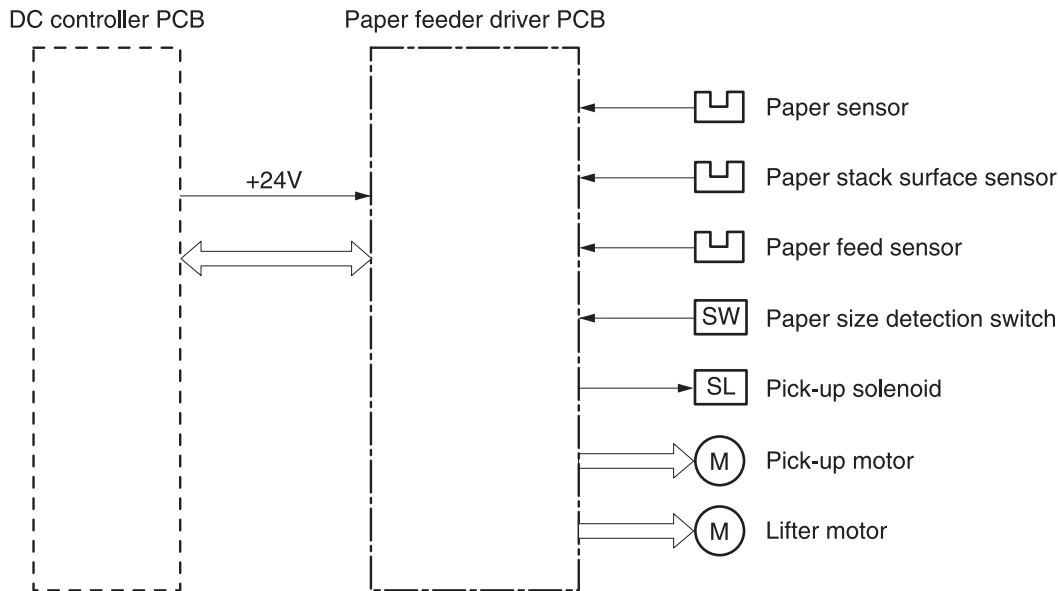 DC controller PCB
Paper feeder driver PCB
Paper sensor
+24V
Paper stack surface sensor
Paper feed sensor
SW Paper size detection switch
SL Pick-up solenoid
M Pick-up motor
M Lifter motor